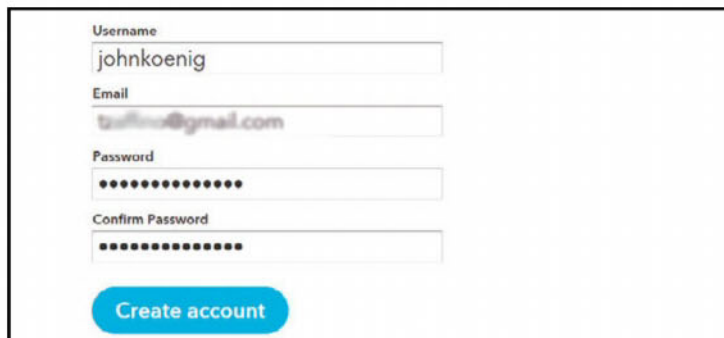 Username
johnkoenig
Email
@gmail.com
Password
••••••••••••••
Confirm Password
••••••••••••••
Create account